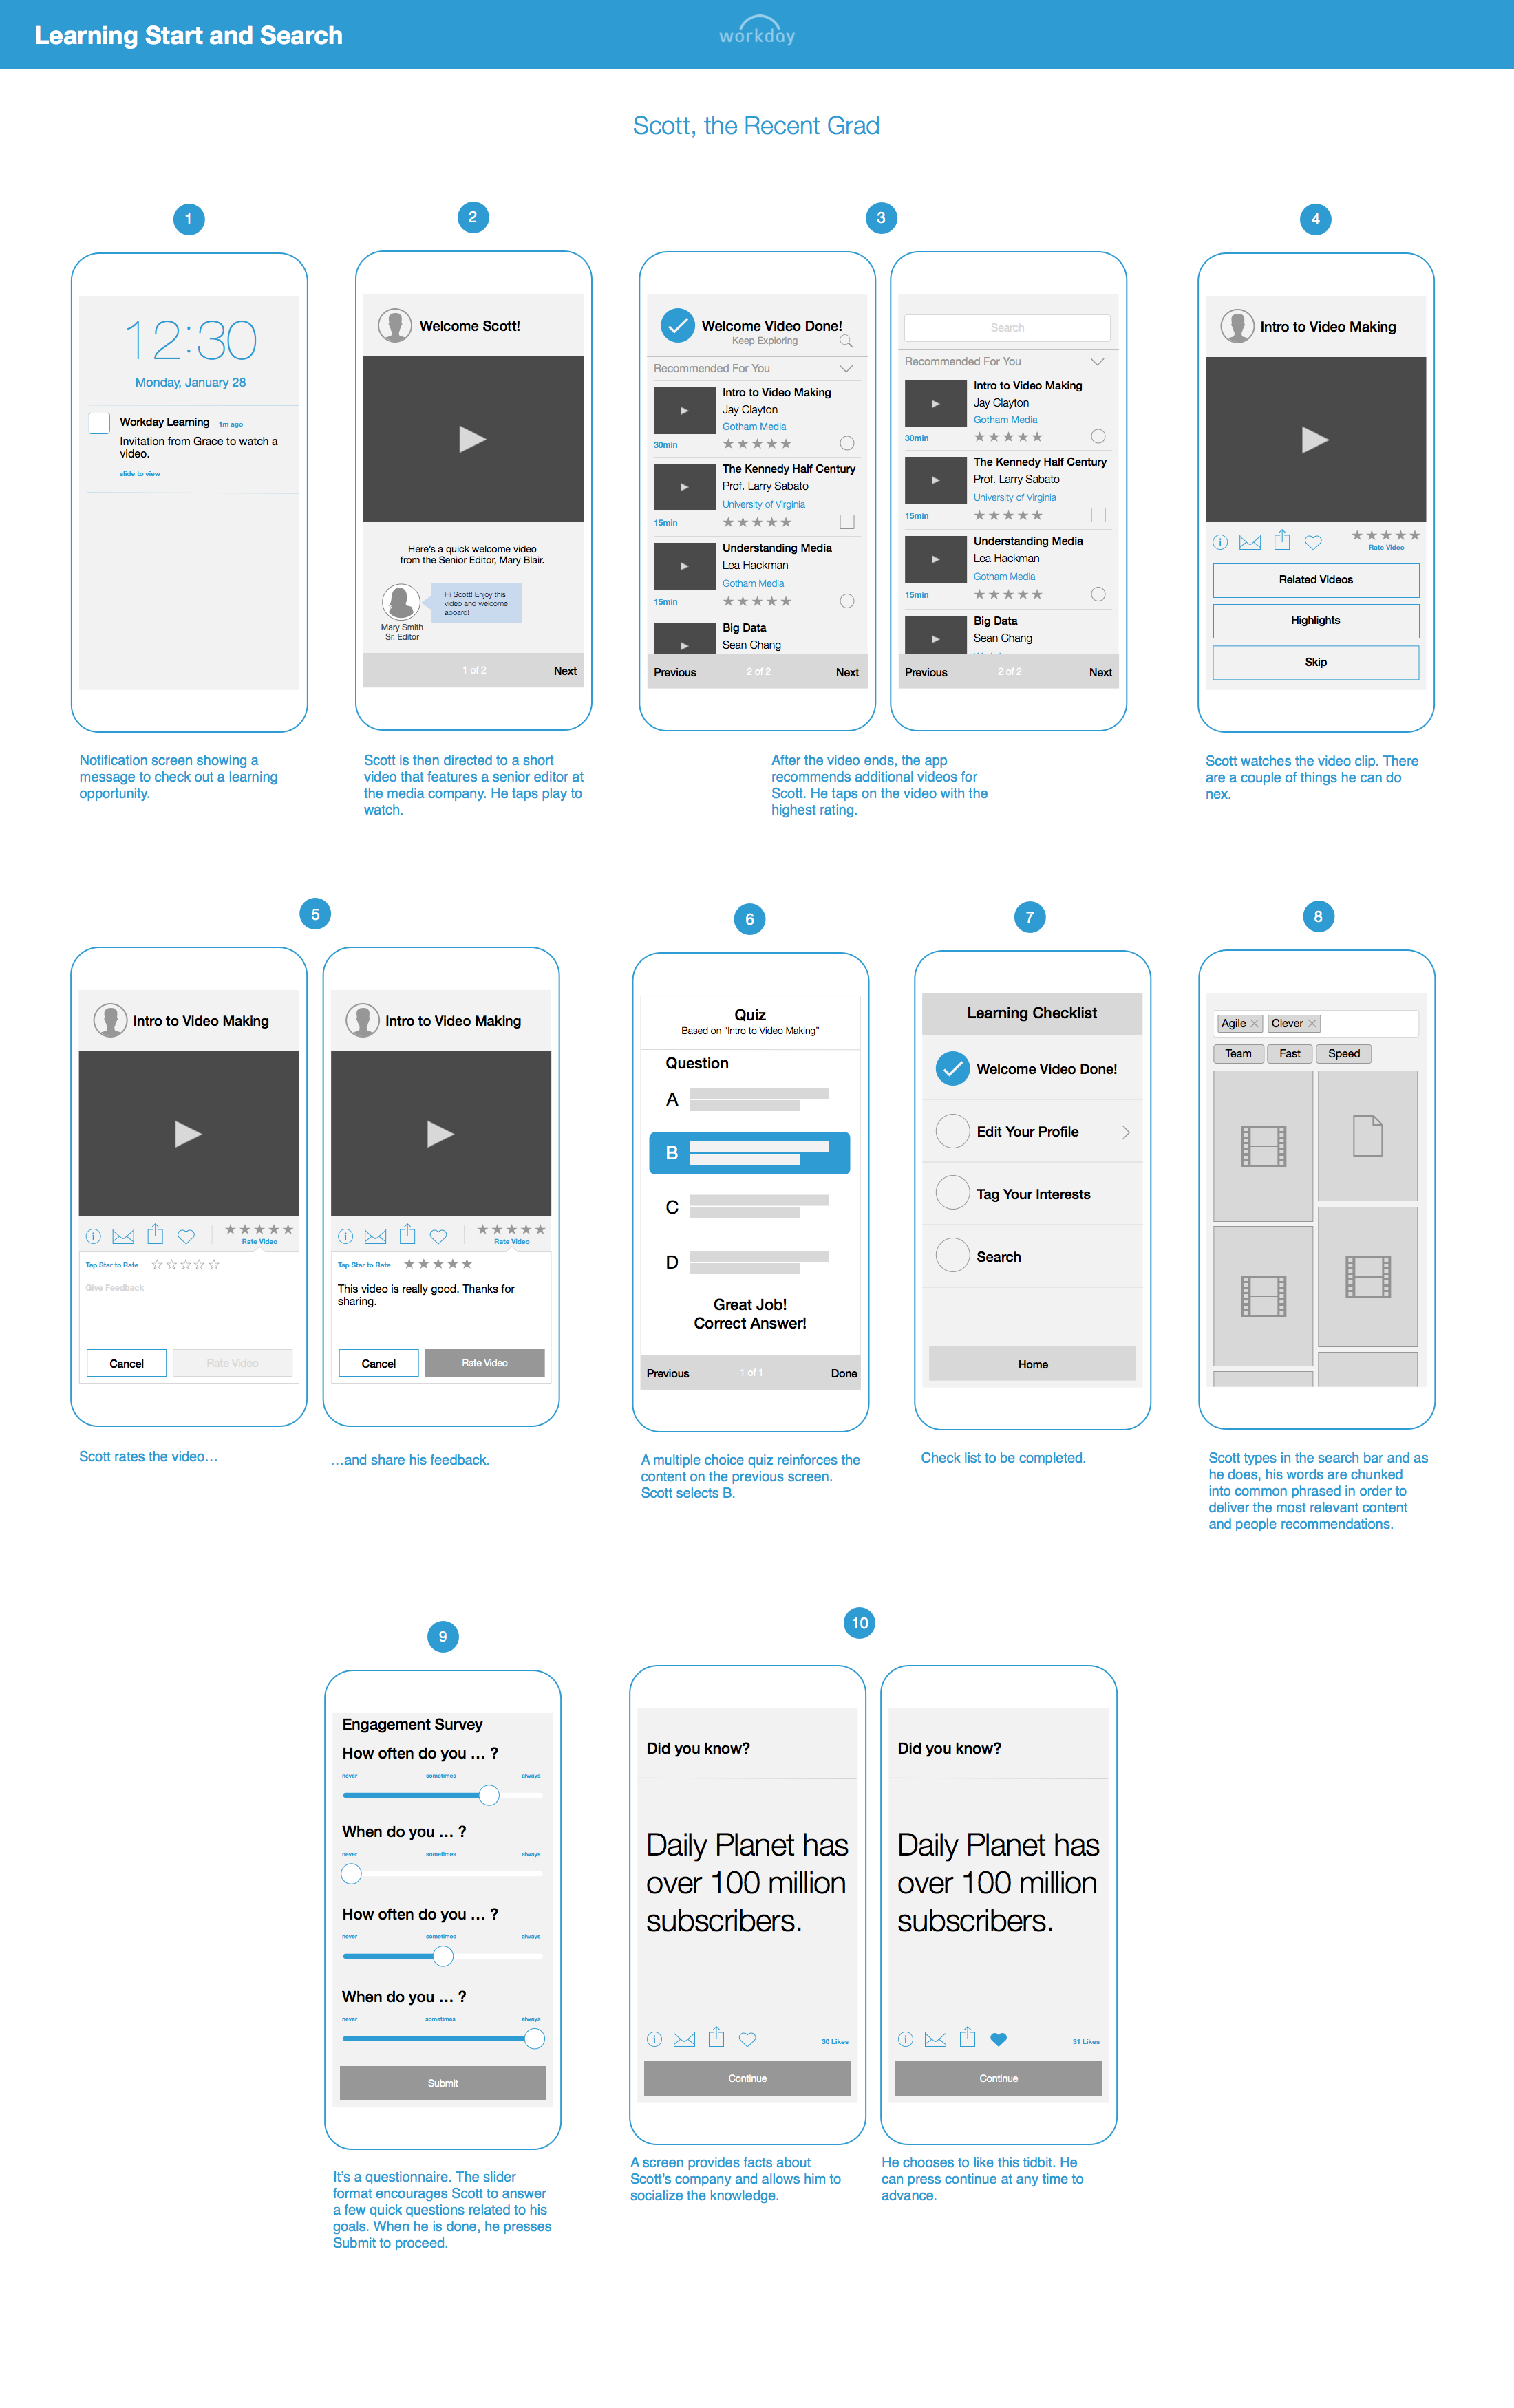 Learning Start and Search
workday
Scott, the Recent Grad
1
12:30
Monday, January 28
Workday Learning 1m ago
Invitation from Grace to watch a
video.
slide to view
Notification screen showing a
message to check out a learning
opportunity.
2
Welcome Scott!
Here's a quick welcome video
from the Senior Editor, Mary Blair.
Hi Scott! Enjoy this
video and welcome
aboard!
Mary Smith
Sr. Editor
1 of 2 Next
Scott is then directed to a short
video that features a senior editor at
the media company. He taps play to
watch.
3
Welcome Video Done!
Keep Exploring
Recommended For You
Intro to Video Making
Jay Clayton
Gotham Media
30min
The Kennedy Half Century
Prof. Larry Sabato
University of Virginia
15min
Understanding Media
Lea Hackman
Gotham Media
15min
Big Data
Sean Chang
Previous 2 of 2 Next
Search
Recommended For You
Intro to Video Making
Jay Clayton
Gotham Media
30min
The Kennedy Half Century
Prof. Larry Sabato
University of Virginia
15min
Understanding Media
Lea Hackman
Gotham Media
15min
Big Data
Sean Chang
Previous 2 of 2 Next
After the video ends, the app
recommends additional videos for
Scott. He taps on the video with the
highest rating.
4
Intro to Video Making
Rate Video
Related Videos
Highlights
Skip
Scott watches the video clip. There
are a couple of things he can do
nex.
5
Intro to Video Making
Rate Video
Tap Star to Rate
Give Feedback
Cancel Rate Video
Scott rates the video...
Intro to Video Making
Rate Video
Tap Star to Rate
This video is really good. Thanks for
sharing.
Cancel Rate Video
...and share his feedback.
6
Quiz
Based on "Intro to Video Making"
Question
A
B
C
D
Great Job!
Correct Answer!
Previous 1 of 1 Done
A multiple choice quiz reinforces the
content on the previous screen.
Scott selects B.
7
Learning Checklist
Welcome Video Done!
Edit Your Profile
Tag Your Interests
Search
Home
Check list to be completed.
8
Agile Clever
Team Fast Speed
Scott types in the search bar and as
he does, his words are chunked
into common phrased in order to
deliver the most relevant content
and people recommendations.
9
Engagement Survey
How often do you ... ?
never sometimes always
When do you ... ?
never sometimes always
How often do you ... ?
never sometimes always
When do you ... ?
never sometimes always
Submit
It's a questionnaire. The slider
format encourages Scott to answer
a few quick questions related to his
goals. When he is done, he presses
Submit to proceed.
10
Did you know?
Daily Planet has
over 100 million
subscribers.
30 Likes
Continue
A screen provides facts about
Scott's company and allows him to
socialize the knowledge.
Did you know?
Daily Planet has
over 100 million
subscribers.
31 Likes
Continue
He chooses to like this tidbit. He
can press continue at any time to
advance.